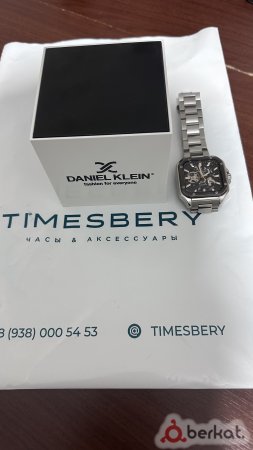 DANIEL KLEIN
fashion for everyone
TIMESBERY
ЧАСЫ & АКСЕССУАРЫ
8 (938) 000 54 53
@ TIMESBERY
berkat.